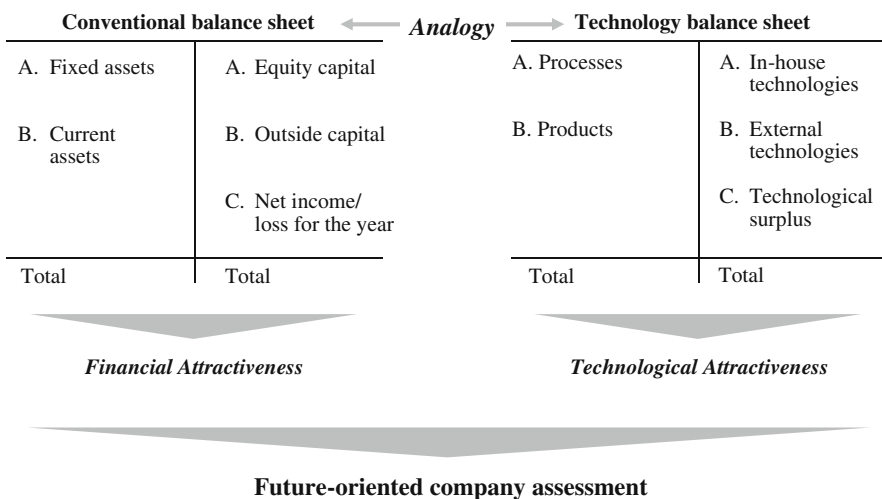 Conventional balance sheet
Analogy
Technology balance sheet
A. Fixed assets
B. Current
assets
A. Equity capital
B. Outside capital
C. Net income/
loss for the year
Total
Total
A. Processes
B. Products
A. In-house
technologies
B. External
technologies
C. Technological
surplus
Total
Total
Financial Attractiveness
Technological Attractiveness
Future-oriented company assessment